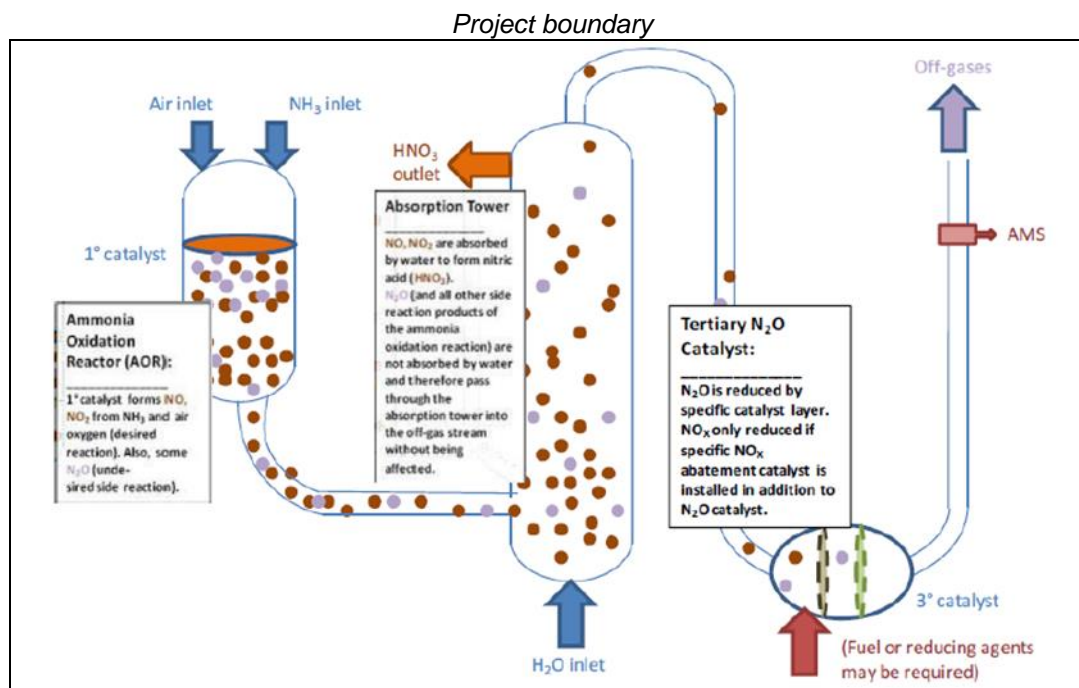 Project boundary
Off-gases
Air inlet
NH₃ inlet
HNO₃
outlet
Absorption Tower
NO, NO₂ are absorbed
by water to form nitric
acid (HNO₃).
N₂O (and all other side
reaction products of
the ammonia
oxidation reaction) are
not absorbed by water
and therefore pass
through the
absorption tower into
the off-gas stream
without being
affected.
1° catalyst
AMS
Ammonia
Oxidation
Reactor (AOR):
1° catalyst forms NO,
NO₂ from NH₃ and air
oxygen (desired
reaction). Also, some
N₂O (unde-
sired side reaction).
Tertiary N₂O
Catalyst:
N₂O is reduced by
specific catalyst layer.
NOₓ only reduced if
specific NOₓ
abatement catalyst is
installed in addition to
N₂O catalyst.
3° catalyst
H₂O inlet
(Fuel or reducing agents
may be required)